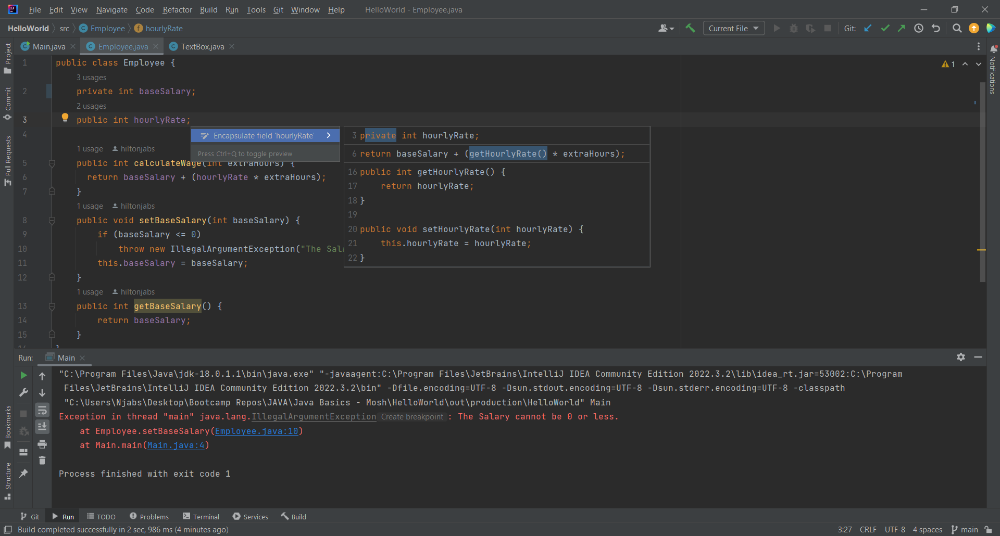 File Edit View Navigate Code Refactor Build Run Tools Git Window Help HelloWorld - Employee.java
HelloWorld src Employee hourlyRate Current File Git:
Main.java Employee.java TextBox.java
Project
Commit
Pull Requests
Bookmarks
Structure
Notifications
1 public class Employee {
1
3 usages
2 private int baseSalary;
2 usages
3 public int hourlyRate;
4
1 usage hiltonjabs
5 public int calculateWage(int extraHours) {
6 return baseSalary + (hourlyRate * extraHours);
7 }
1 usage hiltonjabs
8 public void setBaseSalary(int baseSalary) {
9 if (baseSalary <= 0)
10 throw new IllegalArgumentException("The Sala
11 this.baseSalary = baseSalary;
12 }
1 usage hiltonjabs
13 public int getBaseSalary() {
14 return baseSalary;
15 }
Encapsulate field 'hourlyRate'
Press Ctrl+Q to toggle preview
3 private int hourlyRate;
6 return baseSalary + (getHourlyRate() * extraHours);
16 public int getHourlyRate() {
17 return hourlyRate;
18 }
19
20 public void setHourlyRate(int hourlyRate) {
21 this.hourlyRate = hourlyRate;
22 }
Run: Main
"C:\Program Files\Java\jdk-18.0.1.1\bin\java.exe" "-javaagent:C:\Program Files\JetBrains\IntelliJ IDEA Community Edition 2022.3.2\lib\idea_rt.jar=53002:C:\Program
Files\JetBrains\IntelliJ IDEA Community Edition 2022.3.2\bin" -Dfile.encoding=UTF-8 -Dsun.stdout.encoding=UTF-8 -Dsun.stderr.encoding=UTF-8 -classpath
"C:\Users\Njabs\Desktop\Bootcamp Repos\JAVA\Java Basics - Mosh\HelloWorld\out\production\HelloWorld" Main
Exception in thread "main" java.lang.IllegalArgumentException Create breakpoint : The Salary cannot be 0 or less.
at Employee.setBaseSalary(Employee.java:10)
at Main.main(Main.java:4)
Process finished with exit code 1
Git Run TODO Problems Terminal Services Build
Build completed successfully in 2 sec, 986 ms (4 minutes ago) 3:27 CRLF UTF-8 4 spaces main